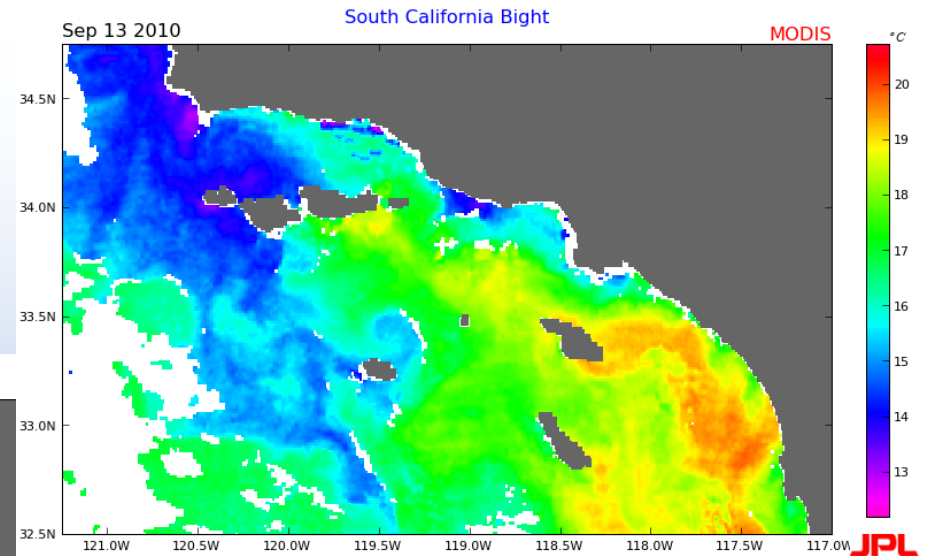 South California Bight
Sep 13 2010
MODIS
°C
20
19
18
17
16
15
14
13
34.5N
34.0N
33.5N
33.0N
32.5N
121.0W
120.5W
120.0W
119.5W
119.0W
118.5W
118.0W
117.5W
117.0W
JPL